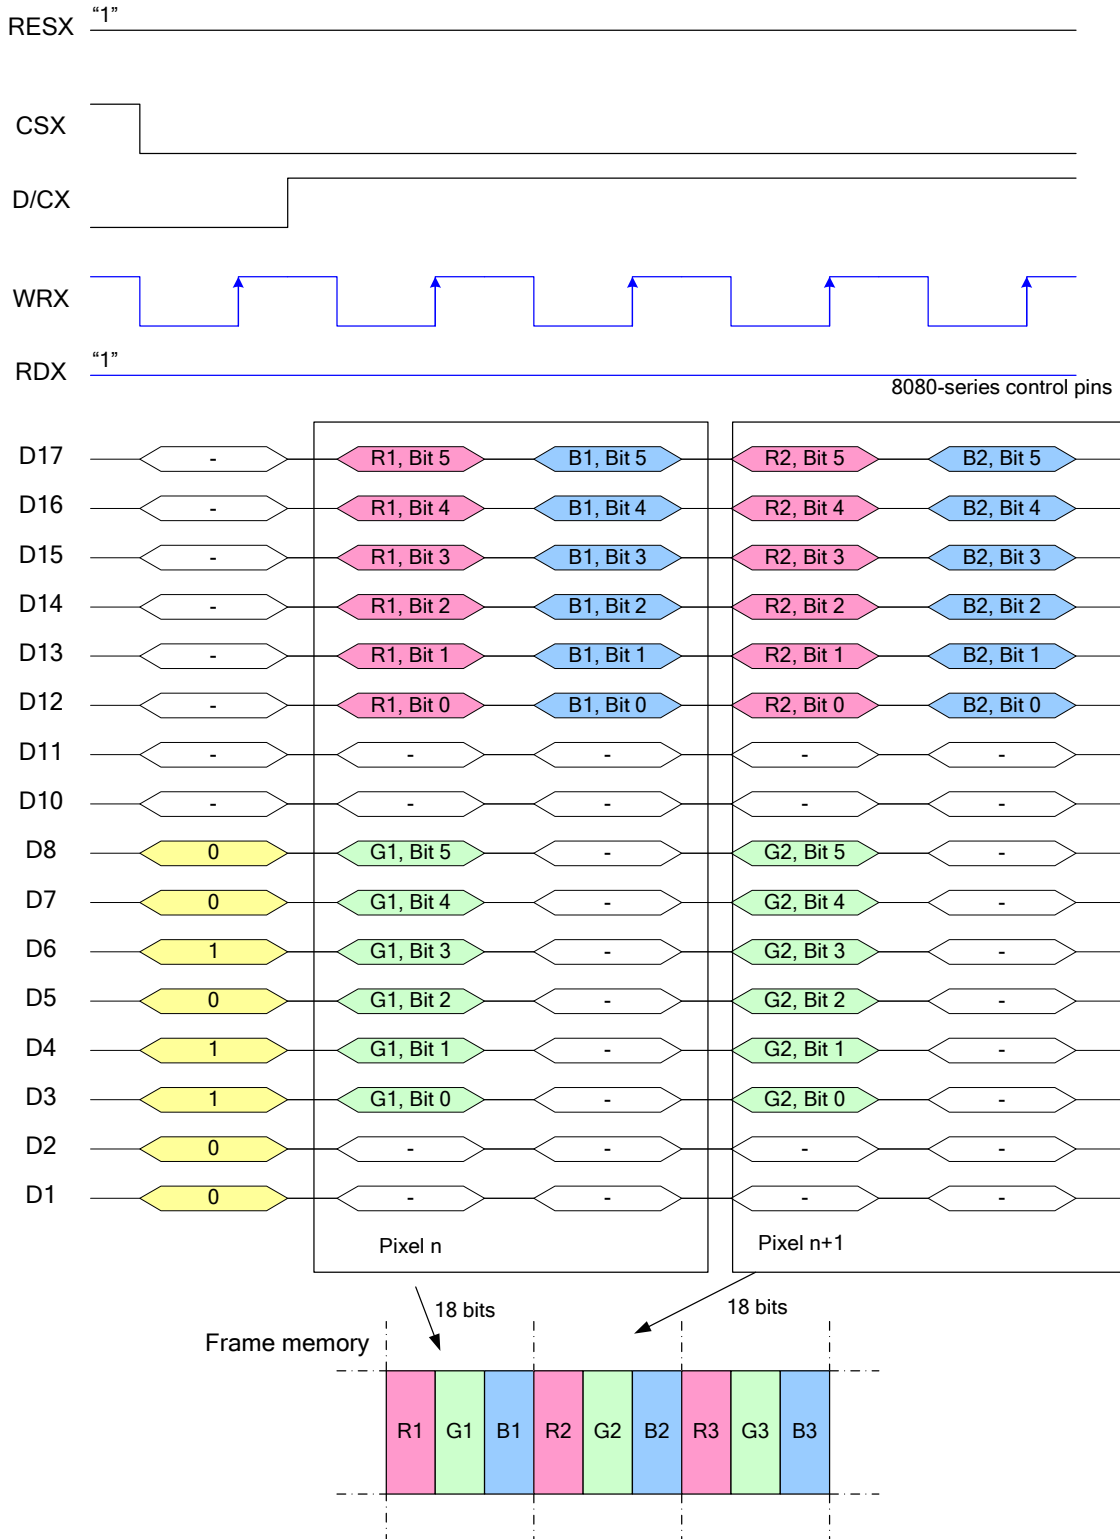 RESX “1”
CSX
D/CX
WRX
RDX “1”
8080-series control pins
D17 - R1, Bit 5 B1, Bit 5 R2, Bit 5 B2, Bit 5
D16 - R1, Bit 4 B1, Bit 4 R2, Bit 4 B2, Bit 4
D15 - R1, Bit 3 B1, Bit 3 R2, Bit 3 B2, Bit 3
D14 - R1, Bit 2 B1, Bit 2 R2, Bit 2 B2, Bit 2
D13 - R1, Bit 1 B1, Bit 1 R2, Bit 1 B2, Bit 1
D12 - R1, Bit 0 B1, Bit 0 R2, Bit 0 B2, Bit 0
D11 - - - - -
D10 - - - - -
D8 0 G1, Bit 5 - G2, Bit 5 -
D7 0 G1, Bit 4 - G2, Bit 4 -
D6 1 G1, Bit 3 - G2, Bit 3 -
D5 0 G1, Bit 2 - G2, Bit 2 -
D4 1 G1, Bit 1 - G2, Bit 1 -
D3 1 G1, Bit 0 - G2, Bit 0 -
D2 0 - - - -
D1 0 - - - -
Pixel n Pixel n+1
18 bits 18 bits
Frame memory
R1 G1 B1 R2 G2 B2 R3 G3 B3